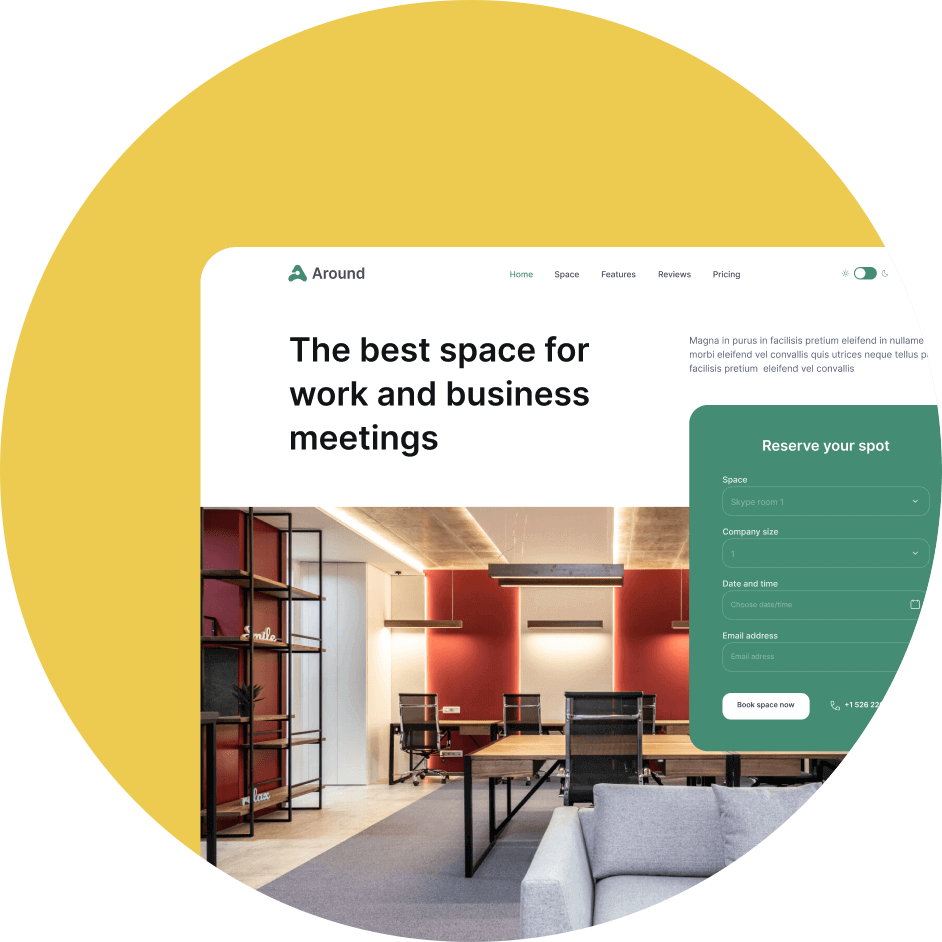 Around
Home Space Features Reviews Pricing
The best space for
work and business
meetings
Magna in purus in facilisis pretium eleifend in nullame
morbi eleifend vel convallis quis utrices neque tellus
facilisis pretium eleifend vel convallis
Reserve your spot
Space
Skype room 1
Company size
1
Date and time
Choose date/time
Email address
Email adress
Book space now
+1 526 22
Smile
relax